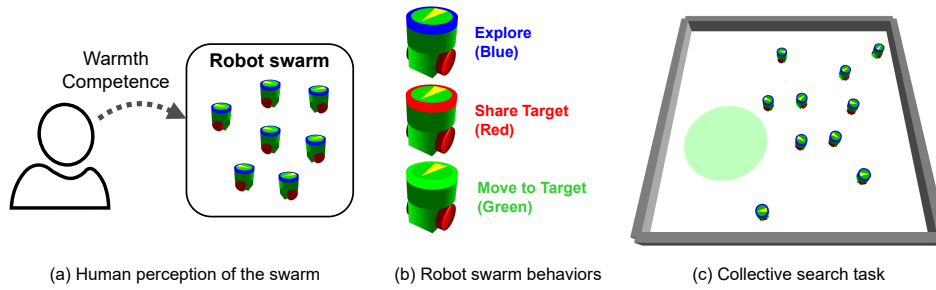 Warmth
Competence
Robot swarm
(a) Human perception of the swarm
Explore
(Blue)
Share Target
(Red)
Move to Target
(Green)
(b) Robot swarm behaviors
(c) Collective search task